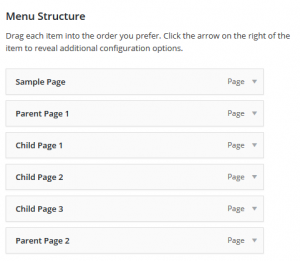 Menu Structure
Drag each item into the order you prefer. Click the arrow on the right of the
item to reveal additional configuration options.
Sample Page Page
Parent Page 1 Page
Child Page 1 Page
Child Page 2 Page
Child Page 3 Page
Parent Page 2 Page